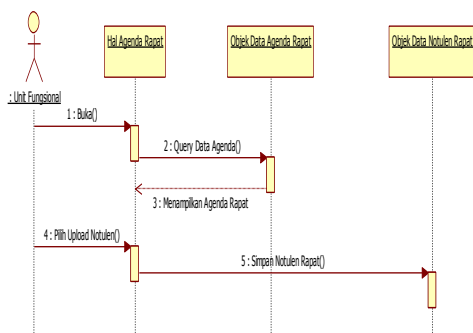 Hal Agenda Rapat
Objek Data Agenda Rapat
Objek Data Notulen Rapat
: Unit Fungsional
1 : Buka()
2 : Query Data Agenda()
3 : Menampilkan Agenda Rapat
4 : Pilih Upload Notulen()
5 : Simpan Notulen Rapat()